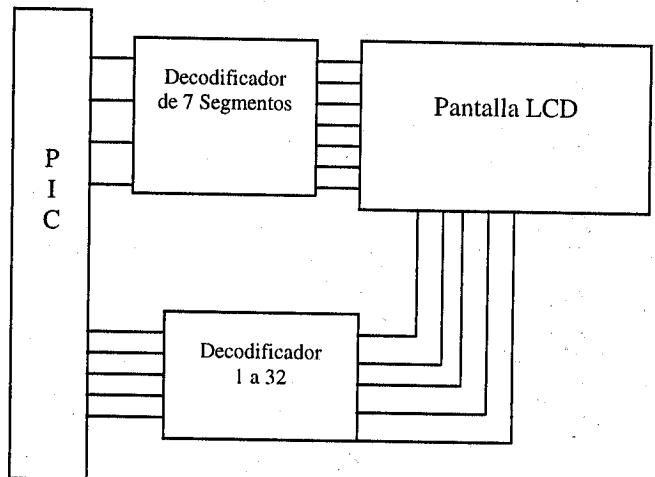 P
I
C
Decodificador
de 7 Segmentos
Pantalla LCD
Decodificador
1 a 32